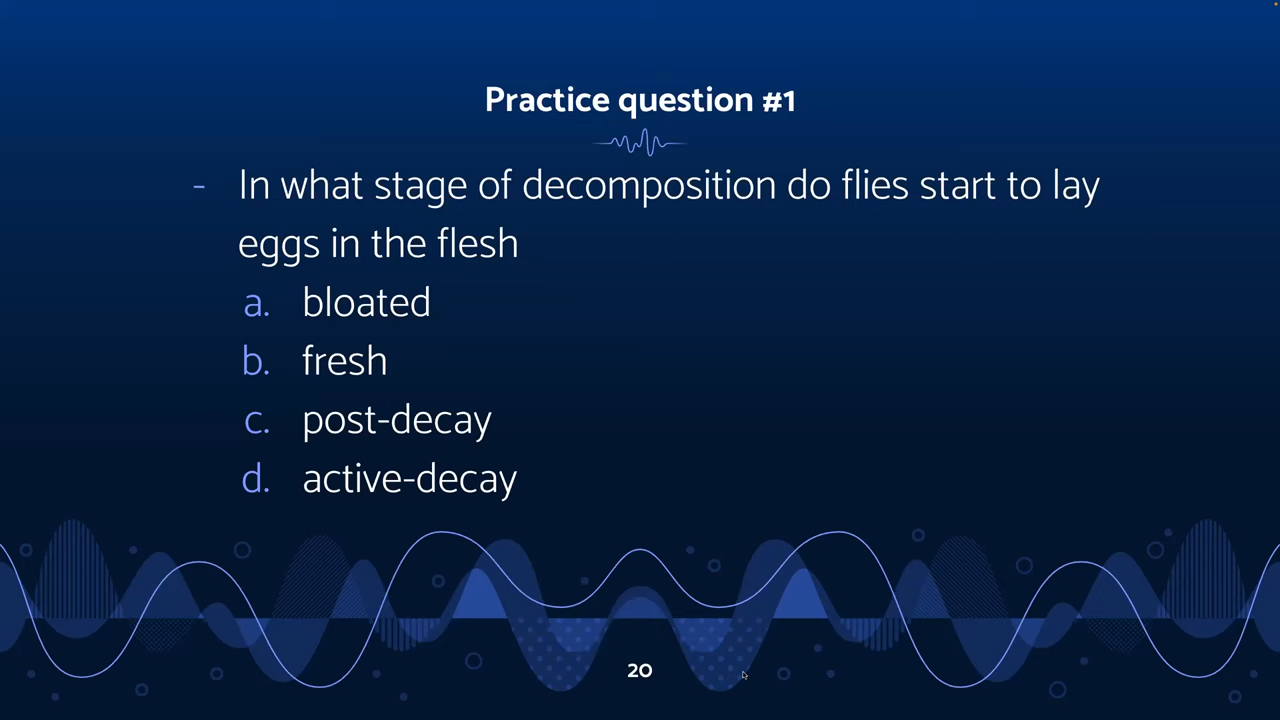 Practice question #1
- In what stage of decomposition do flies start to lay
eggs in the flesh
a. bloated
b. fresh
c. post-decay
d. active-decay
20